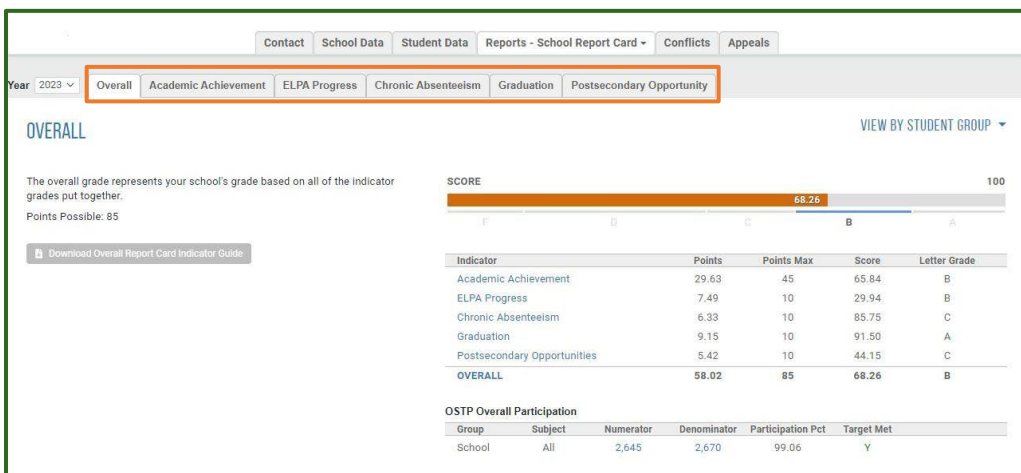 Contact School Data Student Data Reports - School Report Card Conflicts Appeals
Year 2023 Overall Academic Achievement ELPA Progress Chronic Absenteeism Graduation Postsecondary Opportunity
OVERALL
VIEW BY STUDENT GROUP
The overall grade represents your school's grade based on all of the indicator
grades put together.
Points Possible: 85
Download Overall Report Card Indicator Guide
SCORE 100
68.26
F D C B A
Indicator Points Points Max Score Letter Grade
Academic Achievement 29.63 45 65.84 B
ELPA Progress 7.49 10 29.94 B
Chronic Absenteeism 6.33 10 85.75 C
Graduation 9.15 10 91.50 A
Postsecondary Opportunities 5.42 10 44.15 C
OVERALL 58.02 85 68.26 B
OSTP Overall Participation
Group Subject Numerator Denominator Participation Pct Target Met
School All 2,645 2,670 99.06 Y